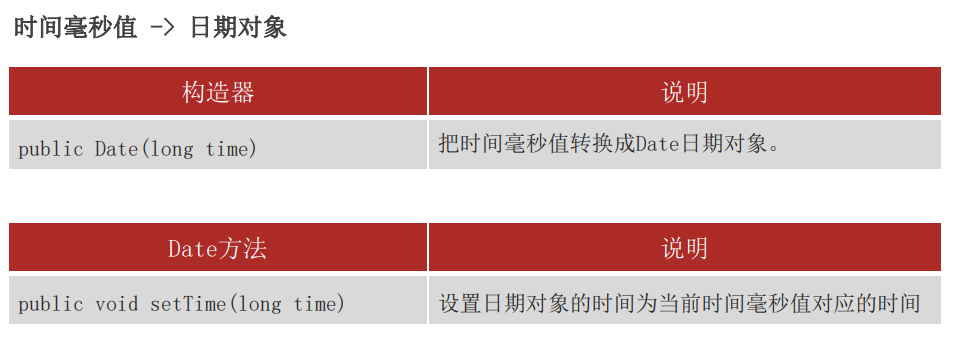 时间毫秒值 -> 日期对象
构造器 说明
public Date(long time) 把时间毫秒值转换成Date日期对象。
Date方法 说明
public void setTime(long time) 设置日期对象的时间为当前时间毫秒值对应的时间